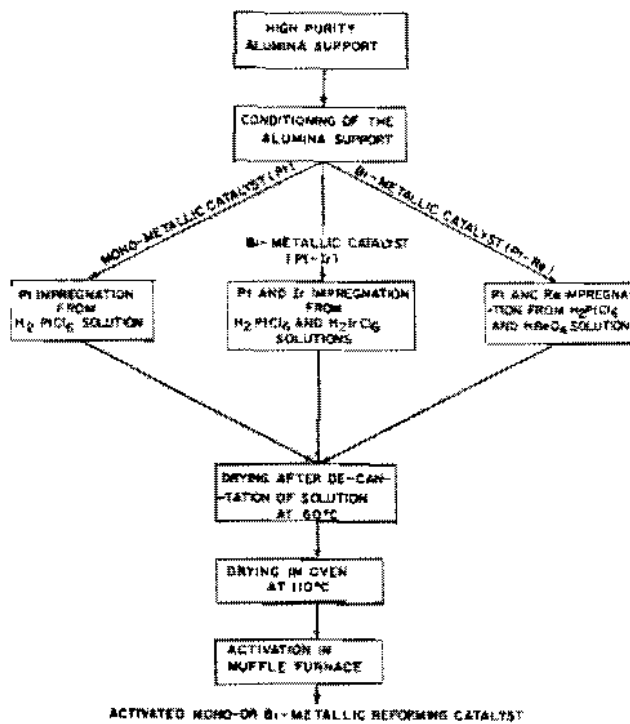 HIGH PURITY
ALUMINA SUPPORT
CONDITIONING OF THE
ALUMINA SUPPORT
MONO-METALLIC CATALYST (Pt)
Bi-METALLIC CATALYST
(Pt-Ir)
Bi-METALLIC CATALYST (Pt-Re)
Pt IMPREGNATION
FROM
H2 PtCl6 SOLUTION
Pt AND Ir IMPREGNATION
FROM
H2 PtCl6 AND H2IrCl6
SOLUTIONS
Pt AND Re IMPREGNA
-TION FROM H2PtCl6
AND HReO4 SOLUTION
DRYING AFTER DE-CAN-
-TATION OF SOLUTION
AT 60°C
DRYING IN OVEN
AT 110°C
ACTIVATION IN
MUFFLE FURNACE
ACTIVATED MONO-OR Bi-METALLIC REFORMING CATALYST